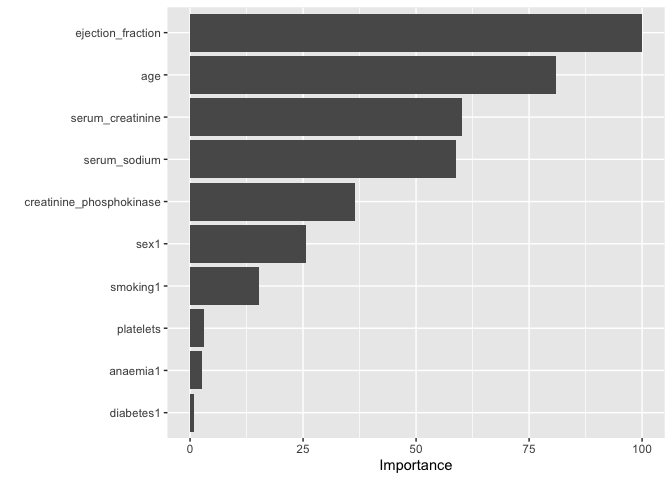 ejection_fraction
age
serum_creatinine
serum_sodium
creatinine_phosphokinase
sex1
smoking1
platelets
anaemia1
diabetes1
0 25 50 75 100
Importance